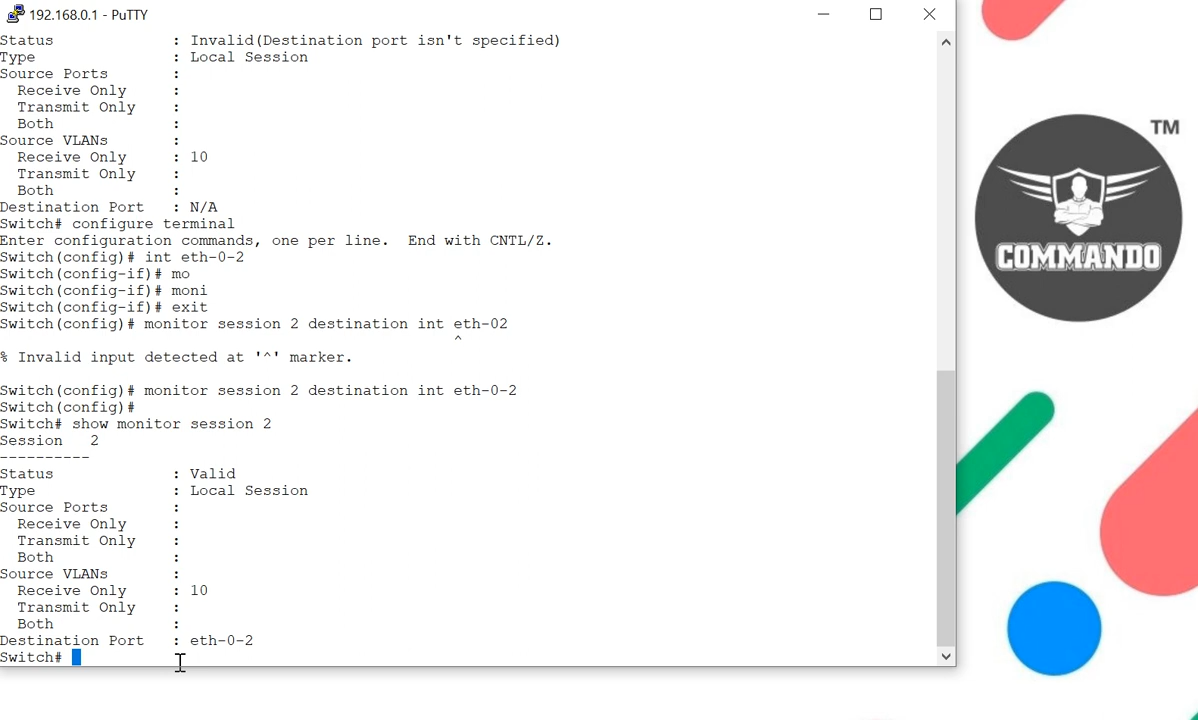 192.168.0.1 - PuTTY
Status : Invalid(Destination port isn't specified)
Type : Local Session
Source Ports :
Receive Only :
Transmit Only :
Both :
Source VLANs :
Receive Only : 10
Transmit Only :
Both :
Destination Port : N/A
Switch# configure terminal
Enter configuration commands, one per line. End with CNTL/Z.
Switch(config)# int eth-0-2
Switch(config-if)# mo
Switch(config-if)# moni
Switch(config-if)# exit
Switch(config)# monitor session 2 destination int eth-02
^
% Invalid input detected at '^' marker.
Switch(config)# monitor session 2 destination int eth-0-2
Switch(config)#
Switch# show monitor session 2
Session 2
----------
Status : Valid
Type : Local Session
Source Ports :
Receive Only :
Transmit Only :
Both :
Source VLANs :
Receive Only : 10
Transmit Only :
Both :
Destination Port : eth-0-2
Switch#
TM
COMMANDO